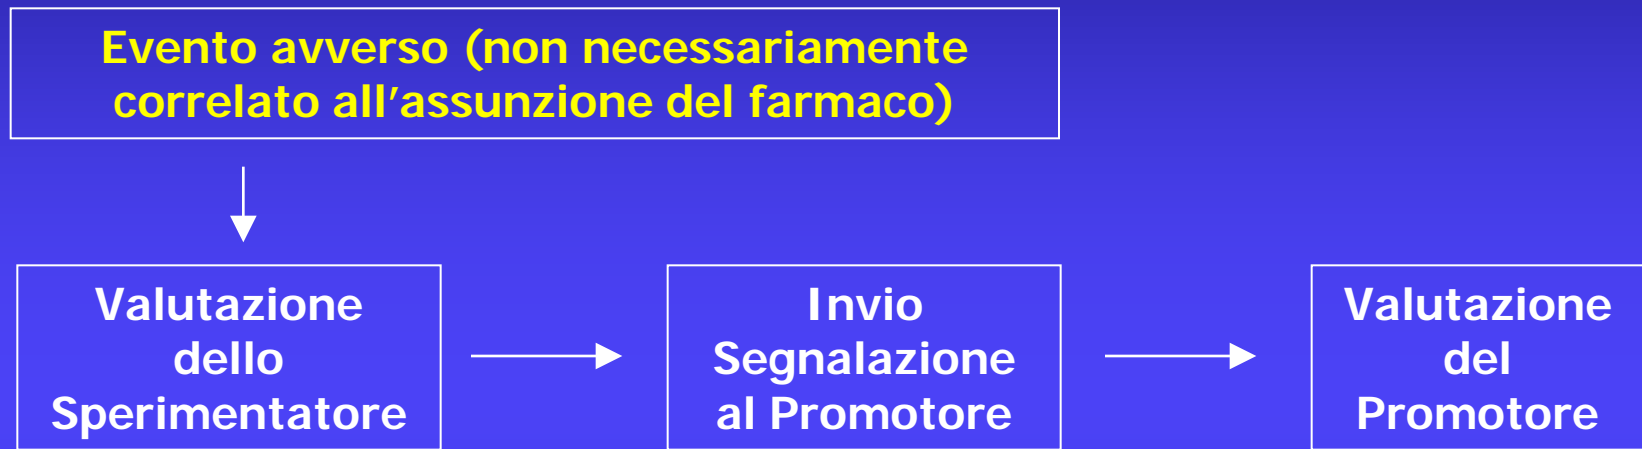 Evento avverso (non necessariamente
correlato all’assunzione del farmaco)
Valutazione
dello
Sperimentatore
Invio
Segnalazione
al Promotore
Valutazione
del
Promotore